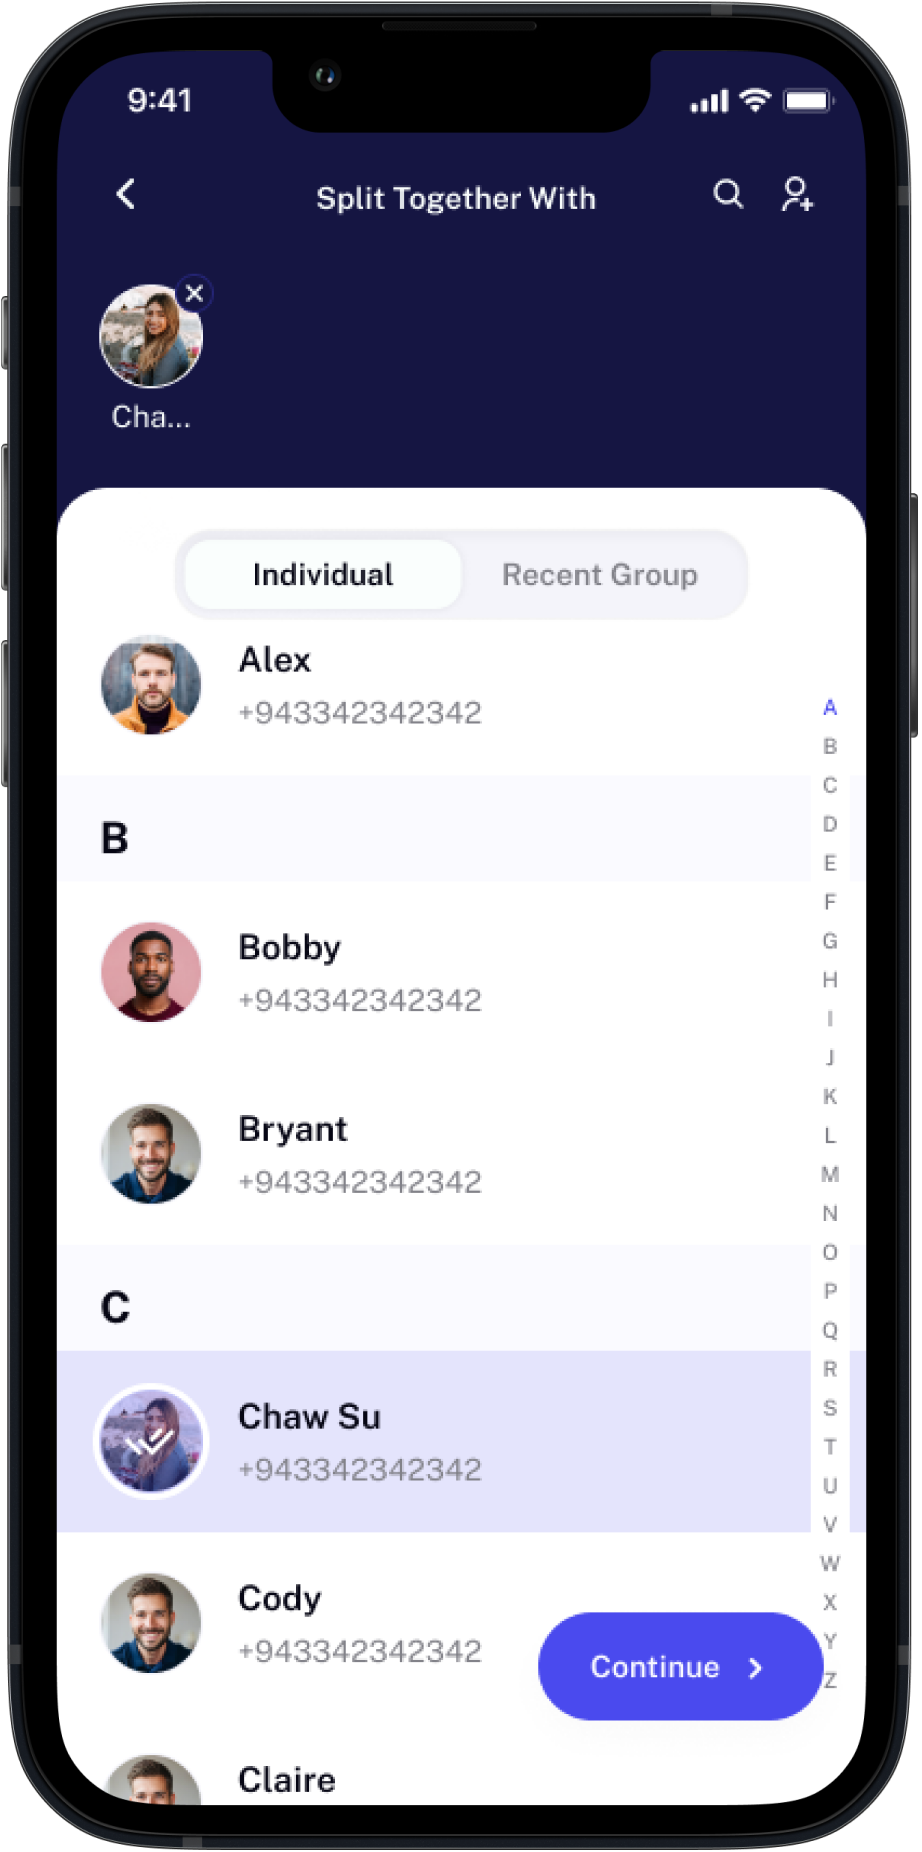 9:41
Split Together With
Cha...
Individual
Recent Group
Alex
+943342342342
B
Bobby
+943342342342
Bryant
+943342342342
C
Chaw Su
+943342342342
Cody
+943342342342
Claire
Continue
A
B
C
D
E
F
G
H
I
J
K
L
M
N
O
P
Q
R
S
T
U
V
W
X
Y
Z